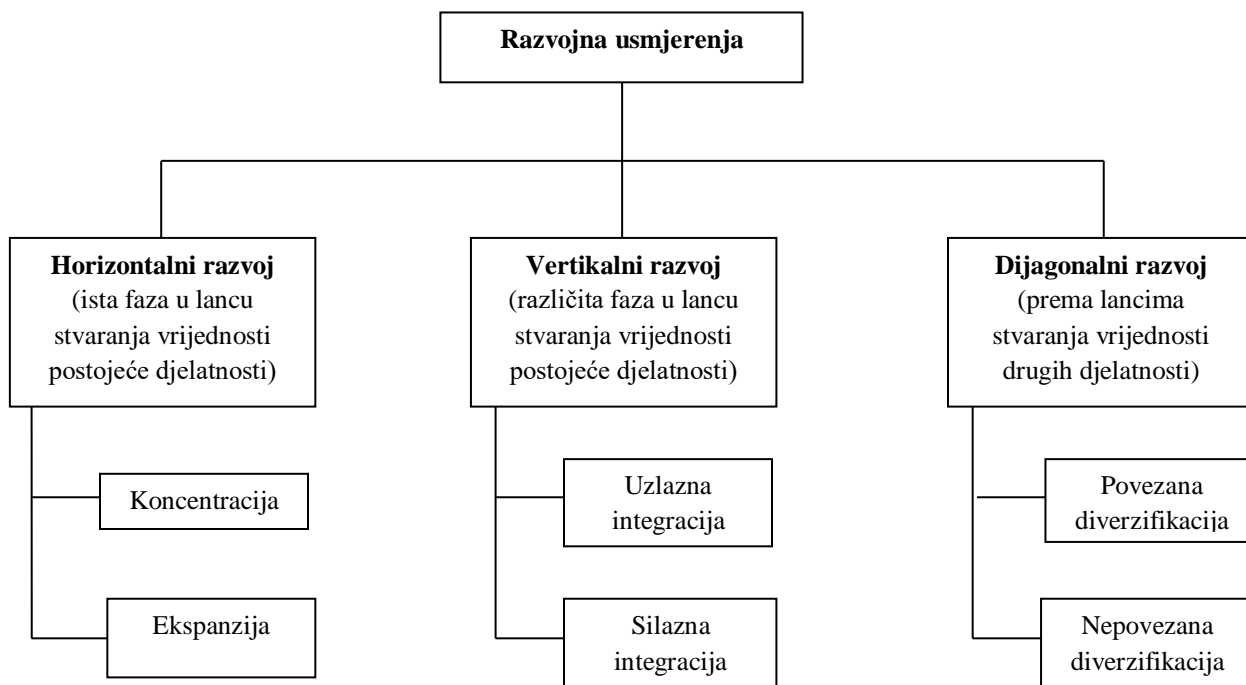 Razvojna usmjerenja
Horizontalni razvoj
(ista faza u lancu
stvaranja vrijednosti
postojeće djelatnosti)
Vertikalni razvoj
(različita faza u lancu
stvaranja vrijednosti
postojeće djelatnosti)
Dijagonalni razvoj
(prema lancima
stvaranja vrijednosti
drugih djelatnosti)
Koncentracija
Ekspanzija
Uzlazna
integracija
Silazna
integracija
Povezana
diverzifikacija
Nepovezana
diverzifikacija